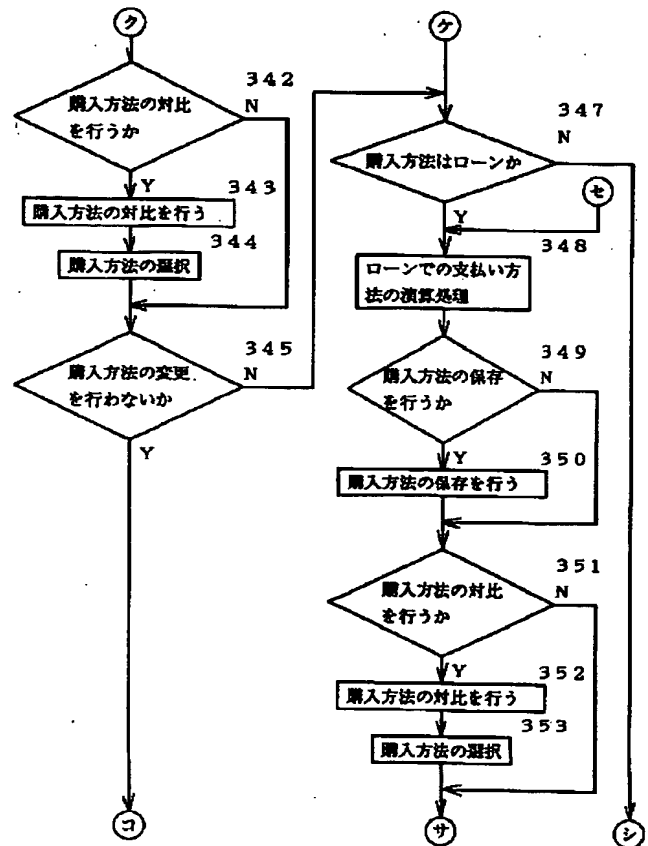 ク
342
購入方法の対比
を行うか
N
Y
343
購入方法の対比を行う
344
購入方法の選択
345
購入方法の変更
を行わないか
N
Y
コ
ケ
347
購入方法はローンか
N
セ
Y
348
ローンでの支払い方
法の演算処理
349
購入方法の保存
を行うか
N
Y
350
購入方法の保存を行う
351
購入方法の対比
を行うか
N
Y
352
購入方法の対比を行う
353
購入方法の選択
サ
シ